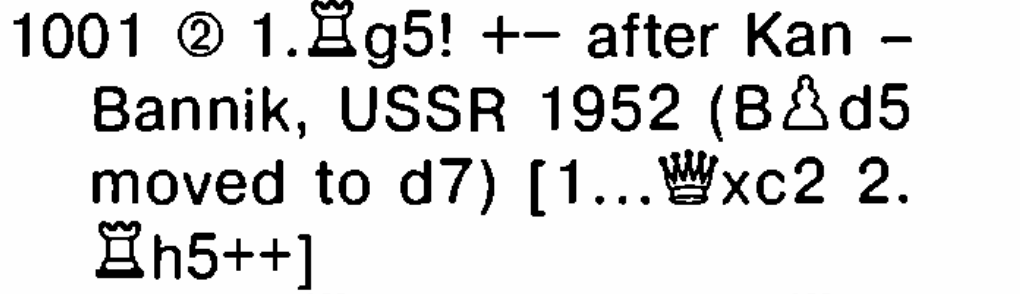 1001 ② 1.♖g5! +− after Kan –
Bannik, USSR 1952 (B♙d5
moved to d7) [1...♕xc2 2.
♖h5++]